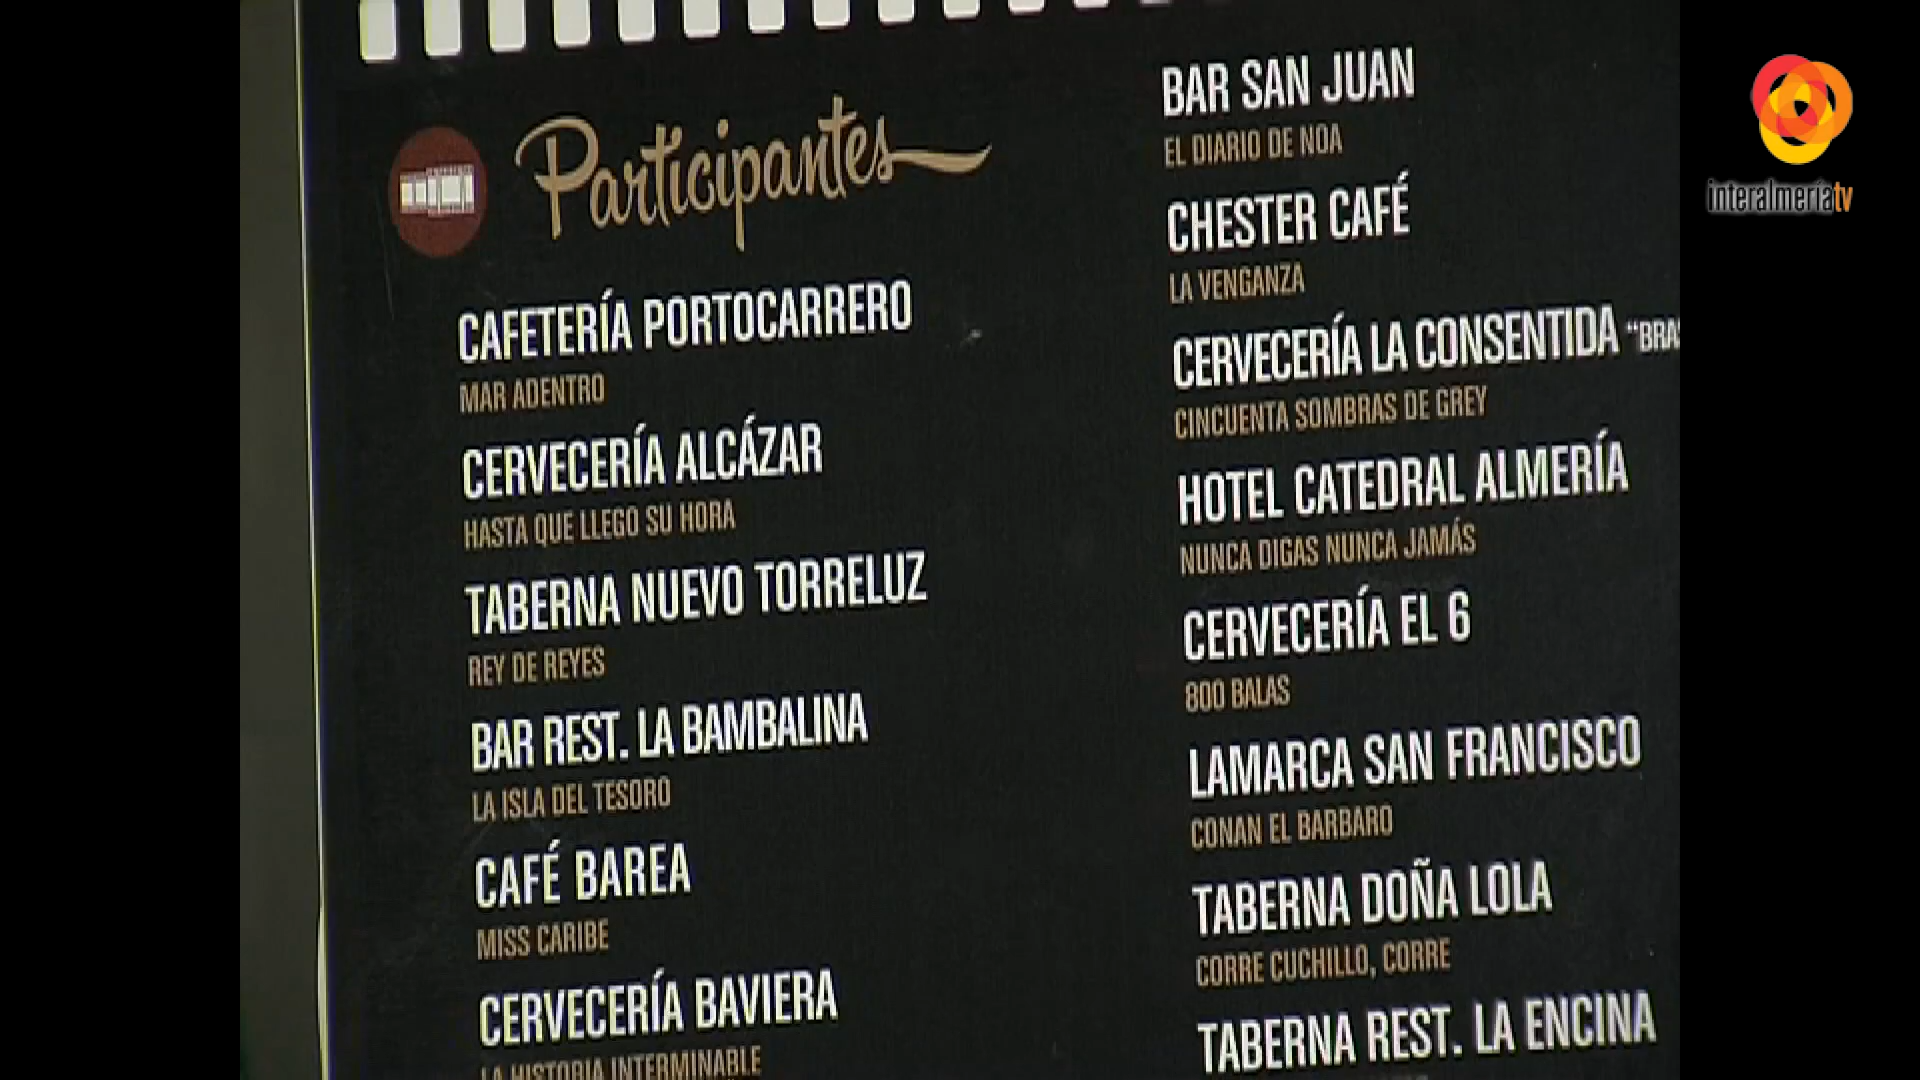 Participantes
CAFETERÍA PORTOCARRERO
MAR ADENTRO
CERVECERÍA ALCÁZAR
HASTA QUE LLEGO SU HORA
TABERNA NUEVO TORRELUZ
REY DE REYES
BAR REST. LA BAMBALINA
LA ISLA DEL TESORO
CAFÉ BAREA
MISS CARIBE
CERVECERÍA BAVIERA
LA HISTORIA INTERMINABLE
BAR SAN JUAN
EL DIARIO DE NOA
CHESTER CAFÉ
LA VENGANZA
CERVECERÍA LA CONSENTIDA
CINCUENTA SOMBRAS DE GREY
HOTEL CATEDRAL ALMERÍA
NUNCA DIGAS NUNCA JAMÁS
CERVECERÍA EL 6
800 BALAS
LAMARCA SAN FRANCISCO
CONAN EL BARBARO
TABERNA DOÑA LOLA
CORRE CUCHILLO, CORRE
TABERNA REST. LA ENCINA
interalmeríatv